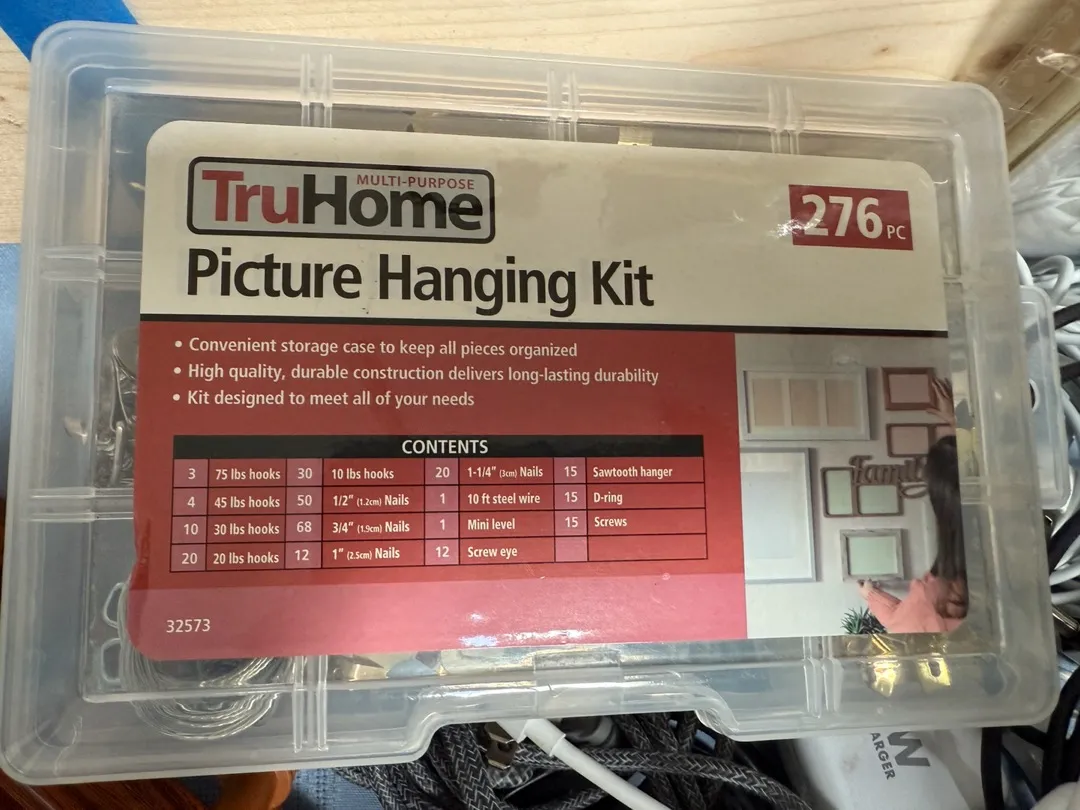 MULTI-PURPOSE
TruHome
276 PC
Picture Hanging Kit
• Convenient storage case to keep all pieces organized
• High quality, durable construction delivers long-lasting durability
• Kit designed to meet all of your needs
CONTENTS
3 75 lbs hooks 30 10 lbs hooks 20 1-1/4" (3cm) Nails 15 Sawtooth hanger
4 45 lbs hooks 50 1/2" (1.2cm) Nails 1 10 ft steel wire 15 D-ring
10 30 lbs hooks 68 3/4" (1.9cm) Nails 1 Mini level 15 Screws
20 20 lbs hooks 12 1" (2.5cm) Nails 12 Screw eye
Family
32573
W
ARGER